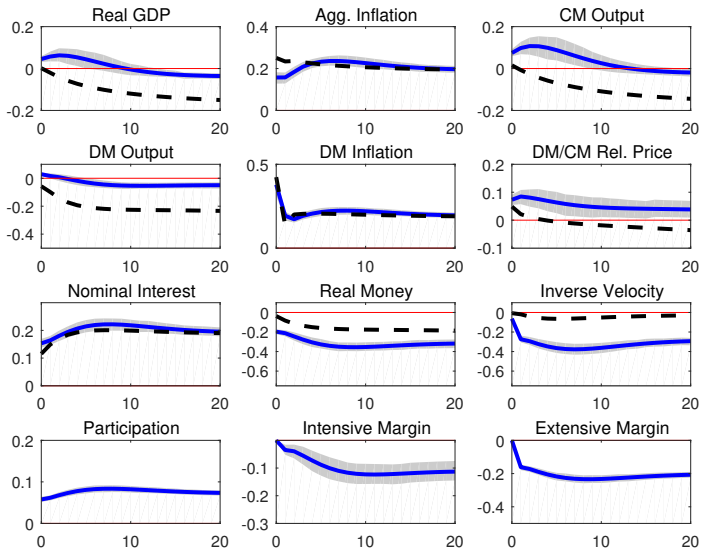 Real GDP
0.2
0
-0.2
0 10 20
Agg. Inflation
0.4
0.2
0
0 10 20
CM Output
0.2
0
-0.2
0 10 20
DM Output
0
-0.2
-0.4
0 10 20
DM Inflation
0.5
0
0 10 20
DM/CM Rel. Price
0.2
0.1
0
-0.1
0 10 20
Nominal Interest
0.2
0.1
0
0 10 20
Real Money
0
-0.2
-0.4
-0.6
0 10 20
Inverse Velocity
0
-0.2
-0.4
-0.6
0 10 20
Participation
0.2
0.1
0
0 10 20
Intensive Margin
-0.1
-0.2
-0.3
0 10 20
Extensive Margin
0
-0.2
-0.4
0 10 20